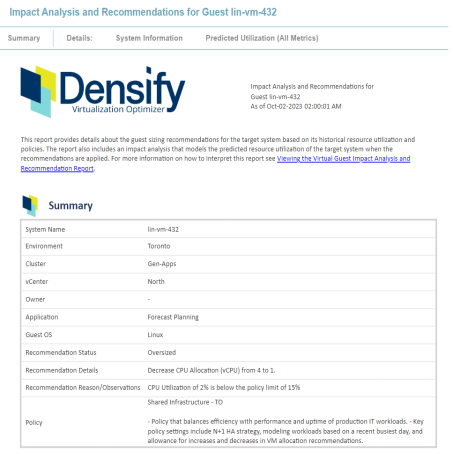 Impact Analysis and Recommendations for Guest lin-vm-432
Summary Details: System Information Predicted Utilization (All Metrics)
Densify
Virtualization Optimizer
Impact Analysis and Recommendations for
Guest lin-vm-432
As of Oct-02-2023 02:00:01 AM
This report provides details about the guest sizing recommendations for the target system based on its historical resource utilization and
policies. The report also includes an impact analysis that models the predicted resource utilization of the target system when the
recommendations are applied. For more information on how to interpret this report see Viewing the Virtual Guest Impact Analysis and
Recommendation Report.
Summary
System Name lin-vm-432
Environment Toronto
Cluster Gen-Apps
vCenter North
Owner -
Application Forecast Planning
Guest OS Linux
Recommendation Status Oversized
Recommendation Details Decrease CPU Allocation (vCPU) from 4 to 1.
Recommendation Reason/Observations CPU Utilization of 2% is below the policy limit of 15%
Shared Infrastructure - TO
Policy
- Policy that balances efficiency with performance and uptime of production IT workloads. - Key
policy settings include N+1 HA strategy, modeling workloads based on a recent busiest day, and
allowance for increases and decreases in VM allocation recommendations.